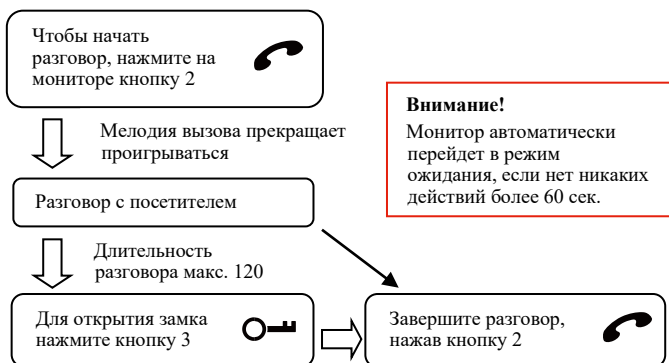 Чтобы начать
разговор, нажмите на
мониторе кнопку 2
Мелодия вызова прекращает
проигрываться
Внимание!
Монитор автоматически
перейдет в режим
ожидания, если нет никаких
действий более 60 сек.
Разговор с посетителем
Длительность
разговора макс. 120
Для открытия замка
нажмите кнопку 3
Завершите разговор,
нажав кнопку 2